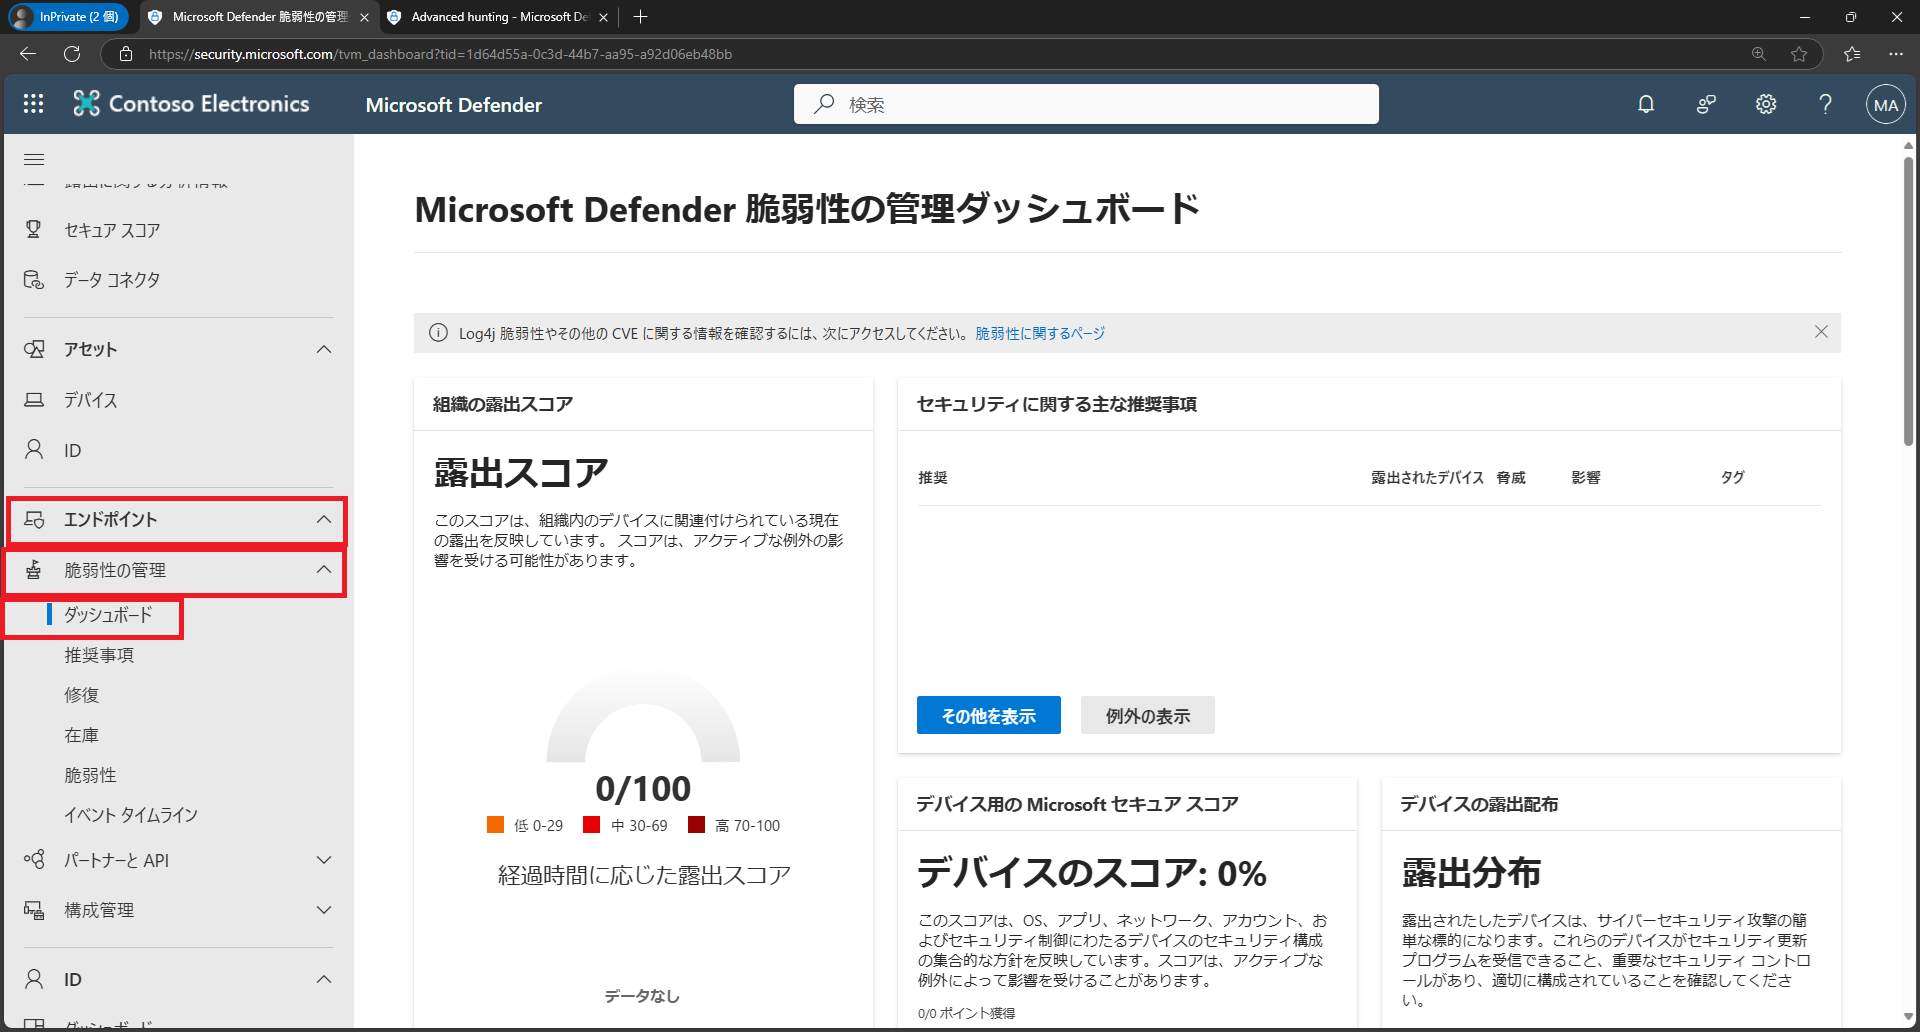 InPrivate (2 個)
Microsoft Defender 脆弱性の管理
Advanced hunting - Microsoft De
https://security.microsoft.com/tvm_dashboard?tid=1d64d55a-0c3d-44b7-aa95-a92d06eb48bb
Contoso Electronics
Microsoft Defender
検索
MA
露出に関する分析情報
セキュア スコア
データ コネクタ
アセット
デバイス
ID
エンドポイント
脆弱性の管理
ダッシュボード
推奨事項
修復
在庫
脆弱性
イベント タイムライン
パートナーと API
構成管理
ID
ダッシュボード
Microsoft Defender 脆弱性の管理ダッシュボード
Log4j 脆弱性やその他の CVE に関する情報を確認するには、次にアクセスしてください。 脆弱性に関するページ
組織の露出スコア
露出スコア
このスコアは、組織内のデバイスに関連付けられている現在
の露出を反映しています。 スコアは、アクティブな例外の影
響を受ける可能性があります。
0/100
低 0-29 中 30-69 高 70-100
経過時間に応じた露出スコア
データなし
セキュリティに関する主な推奨事項
推奨 露出されたデバイス 脅威 影響 タグ
その他を表示 例外の表示
デバイス用の Microsoft セキュア スコア
デバイスのスコア: 0%
このスコアは、OS、アプリ、ネットワーク、アカウント、お
よびセキュリティ制御にわたるデバイスのセキュリティ構成
の集合的な方針を反映しています。スコアは、アクティブな
例外によって影響を受けることがあります。
0/0 ポイント獲得
デバイスの露出配布
露出分布
露出されたしたデバイスは、サイバーセキュリティ攻撃の簡
単な標的になります。これらのデバイスがセキュリティ更新
プログラムを受信できること、重要なセキュリティ コントロ
ールがあり、適切に構成されていることを確認してくださ
い。